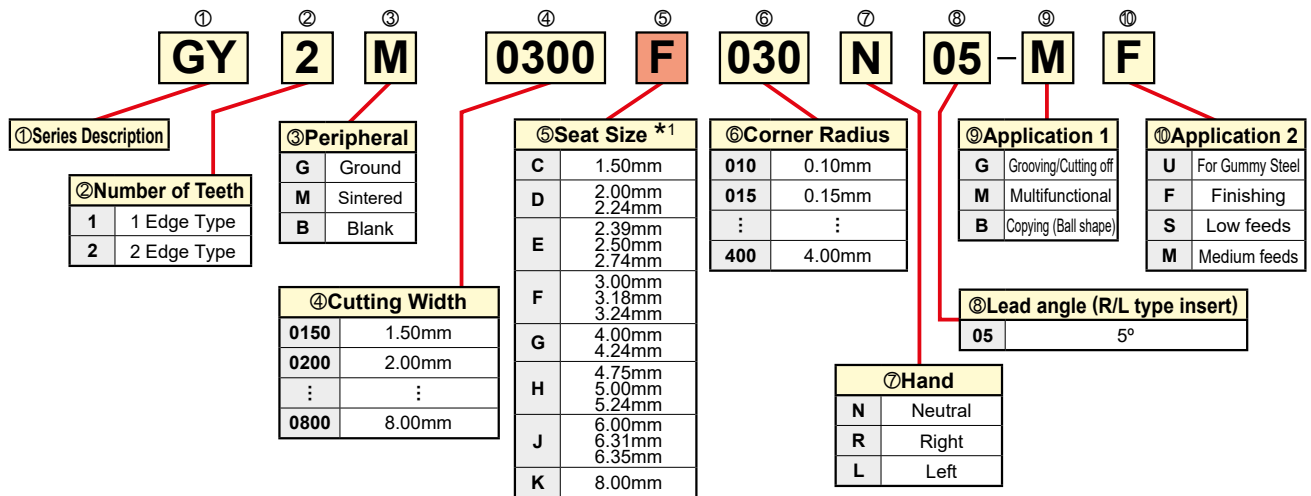 ① ② ③ ④ ⑤ ⑥ ⑦ ⑧ ⑨ ⑩
GY 2 M 0300 F 030 N 05 – M F
①Series Description
②Number of Teeth
1 1 Edge Type
2 2 Edge Type
③Peripheral
G Ground
M Sintered
B Blank
④Cutting Width
0150 1.50mm
0200 2.00mm
⋮ ⋮
0800 8.00mm
⑤Seat Size *1
C 1.50mm
D 2.00mm
2.24mm
E 2.39mm
2.50mm
2.74mm
F 3.00mm
3.18mm
3.24mm
G 4.00mm
4.24mm
H 4.75mm
5.00mm
5.24mm
J 6.00mm
6.31mm
6.35mm
K 8.00mm
⑥Corner Radius
010 0.10mm
015 0.15mm
⋮ ⋮
400 4.00mm
⑦Hand
N Neutral
R Right
L Left
⑧Lead angle (R/L type insert)
05 5º
⑨Application 1
G Grooving/Cutting off
M Multifunctional
B Copying (Ball shape)
⑩Application 2
U For Gummy Steel
F Finishing
S Low feeds
M Medium feeds